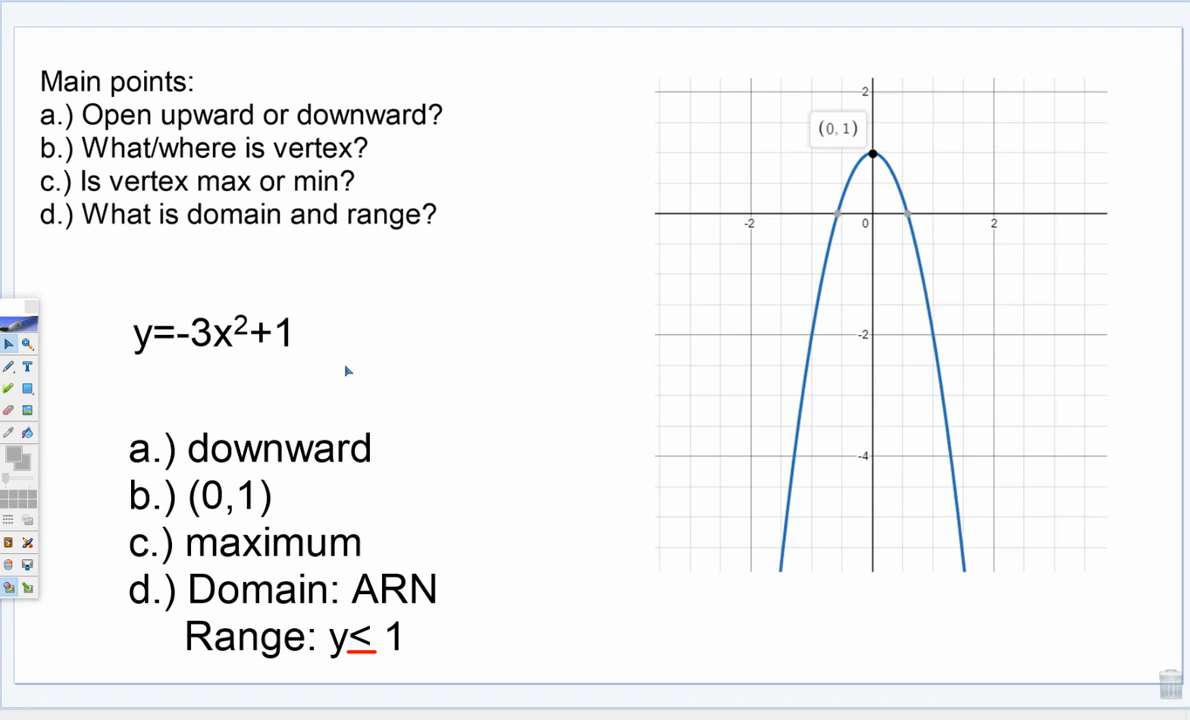 Main points:
a.) Open upward or downward?
b.) What/where is vertex?
c.) Is vertex max or min?
d.) What is domain and range?
y=-3x²+1
a.) downward
b.) (0,1)
c.) maximum
d.) Domain: ARN
Range: y≤ 1
2
(0, 1)
-2
0
2
-2
-4